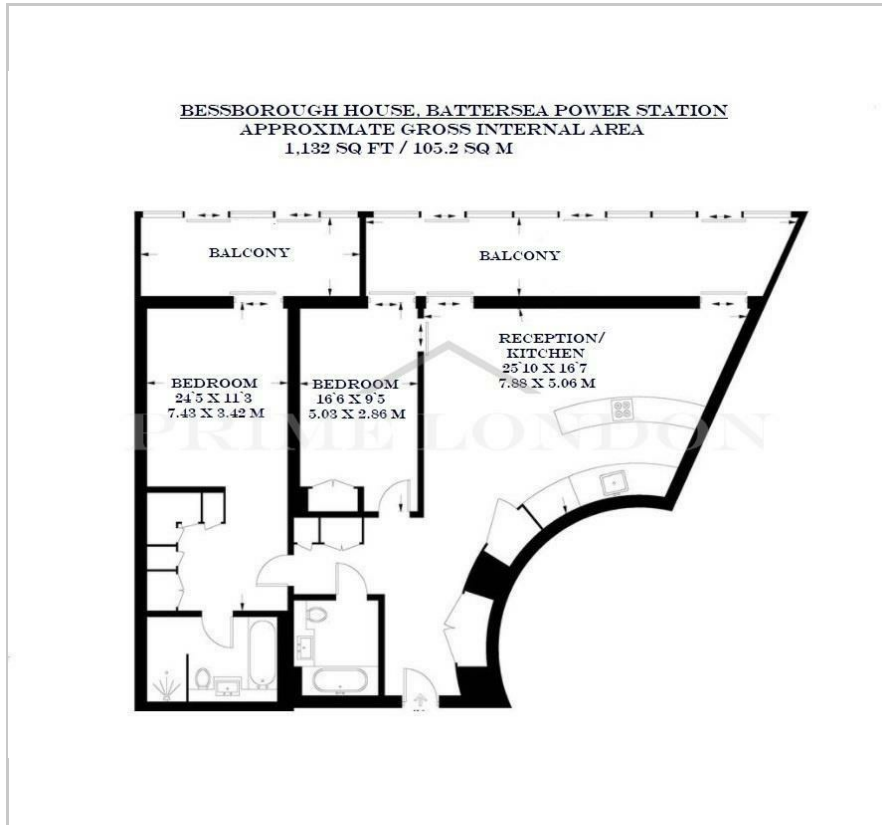 BESSBOROUGH HOUSE, BATTERSEA POWER STATION
APPROXIMATE GROSS INTERNAL AREA
1,132 SQ FT / 105.2 SQ M
BALCONY
BALCONY
RECEPTION/
KITCHEN
25'10 X 16'7
7.88 X 5.06 M
BEDROOM
24'5 X 11'3
7.43 X 3.42 M
BEDROOM
16'6 X 9'5
5.03 X 2.86 M
PRIME LONDON